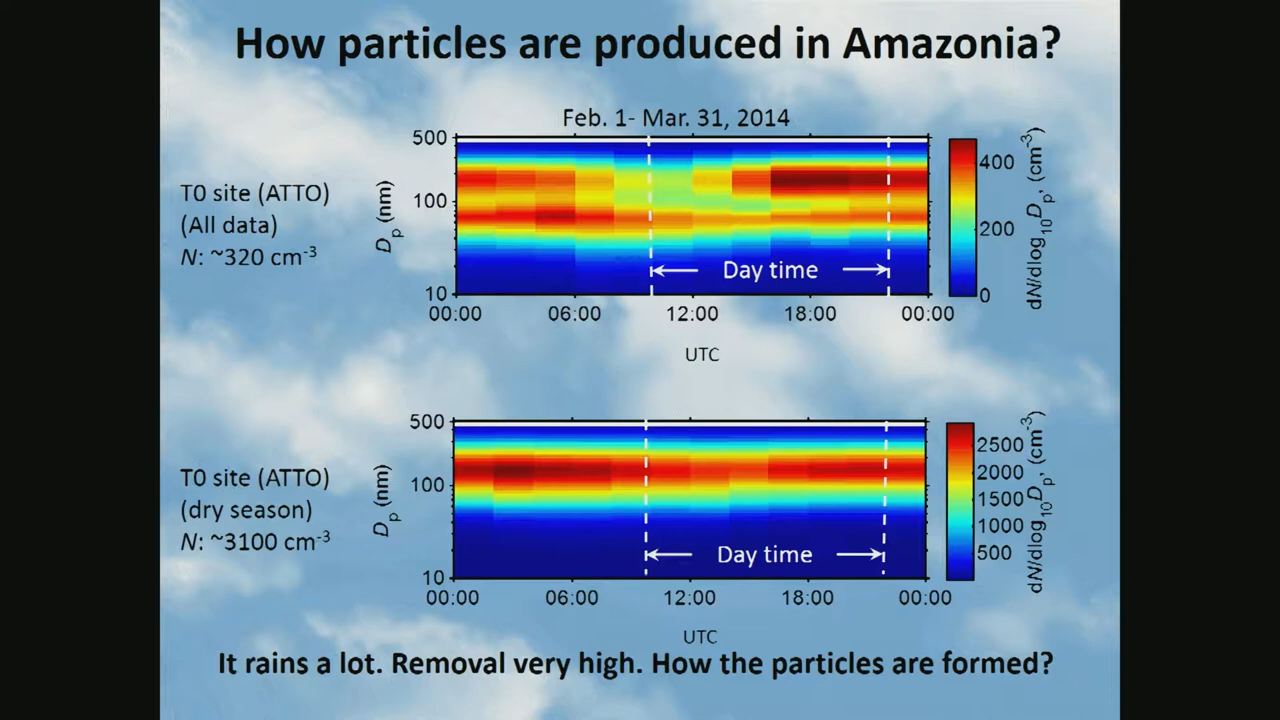 How particles are produced in Amazonia?
Feb. 1- Mar. 31, 2014
T0 site (ATTO)
(All data)
N: ~320 cm-3
500
100
10
Dp (nm)
Day time
00:00 06:00 12:00 18:00 00:00
UTC
400
200
0
dN/dlog10Dp, (cm-3)
T0 site (ATTO)
(dry season)
N: ~3100 cm-3
500
100
10
Dp (nm)
Day time
00:00 06:00 12:00 18:00 00:00
UTC
2500
2000
1500
1000
500
dN/dlog10Dp, (cm-3)
It rains a lot. Removal very high. How the particles are formed?